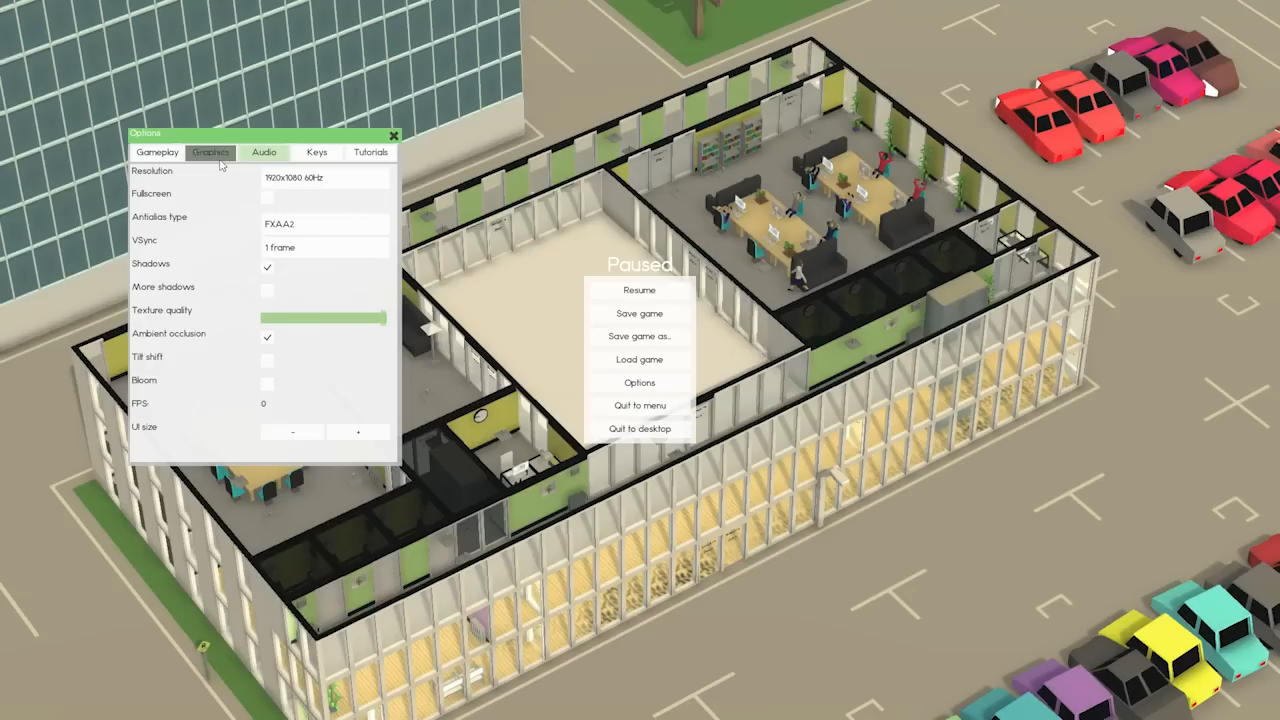 Options
Gameplay Graphics Audio Keys Tutorials
Resolution 1920x1080 60Hz
Fullscreen
Antialias type FXAA2
VSync 1 frame
Shadows
More shadows
Texture quality
Ambient occlusion
Tilt shift
Bloom
FPS: 0
UI size - +
Paused
Resume
Save game
Save game as..
Load game
Options
Quit to menu
Quit to desktop